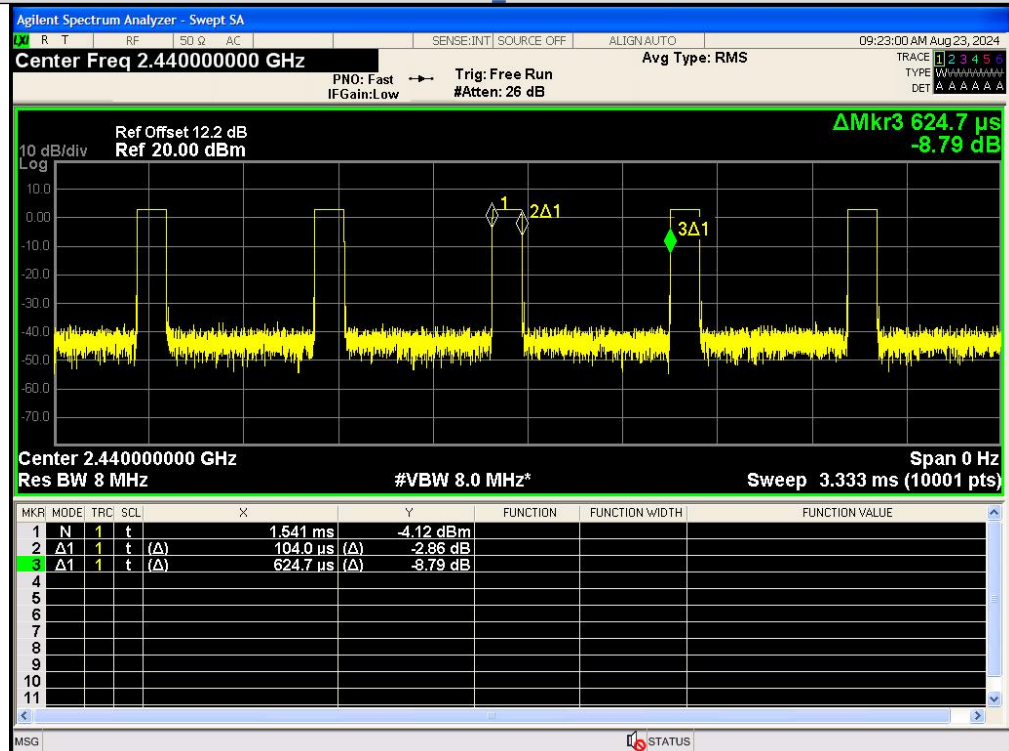 Agilent Spectrum Analyzer - Swept SA
LXI R T RF 50 Ω AC SENSE:INT SOURCE OFF ALIGN AUTO 09:23:00 AM Aug 23, 2024
Center Freq 2.440000000 GHz Avg Type: RMS TRACE 1 2 3 4 5 6
PNO: Fast Trig: Free Run TYPE W
IFGain:Low #Atten: 26 dB DET A A A A A A
ΔMkr3 624.7 µs
Ref Offset 12.2 dB -8.79 dB
10 dB/div Ref 20.00 dBm
Log
10.0
0.00
-10.0
-20.0
-30.0
-40.0
-50.0
-60.0
-70.0
1
2Δ1
3Δ1
Center 2.440000000 GHz Span 0 Hz
Res BW 8 MHz #VBW 8.0 MHz* Sweep 3.333 ms (10001 pts)
MKR MODE TRC SCL X Y FUNCTION FUNCTION WIDTH FUNCTION VALUE
1 N 1 t 1.541 ms -4.12 dBm
2 Δ1 1 t (Δ) 104.0 µs (Δ) -2.86 dB
3 Δ1 1 t (Δ) 624.7 µs (Δ) -8.79 dB
4
5
6
7
8
9
10
11
MSG STATUS